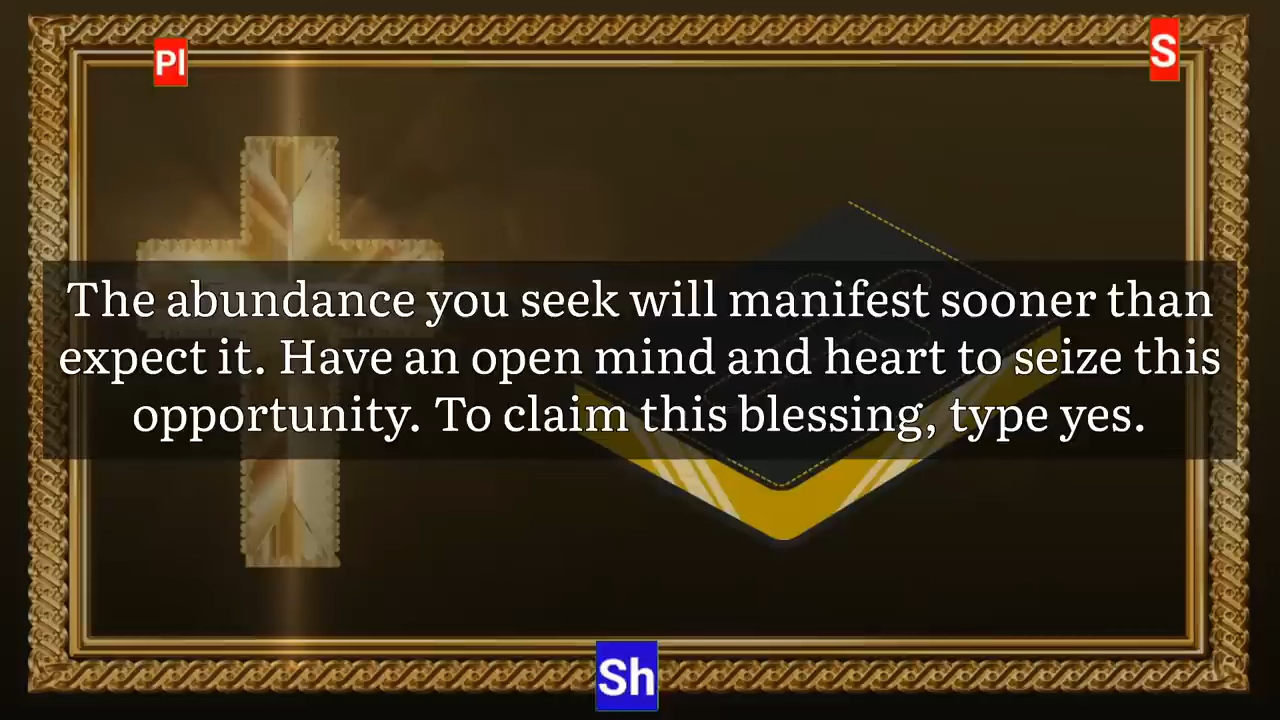 Pl
S
The abundance you seek will manifest sooner than
expect it. Have an open mind and heart to seize this
opportunity. To claim this blessing, type yes.
Sh